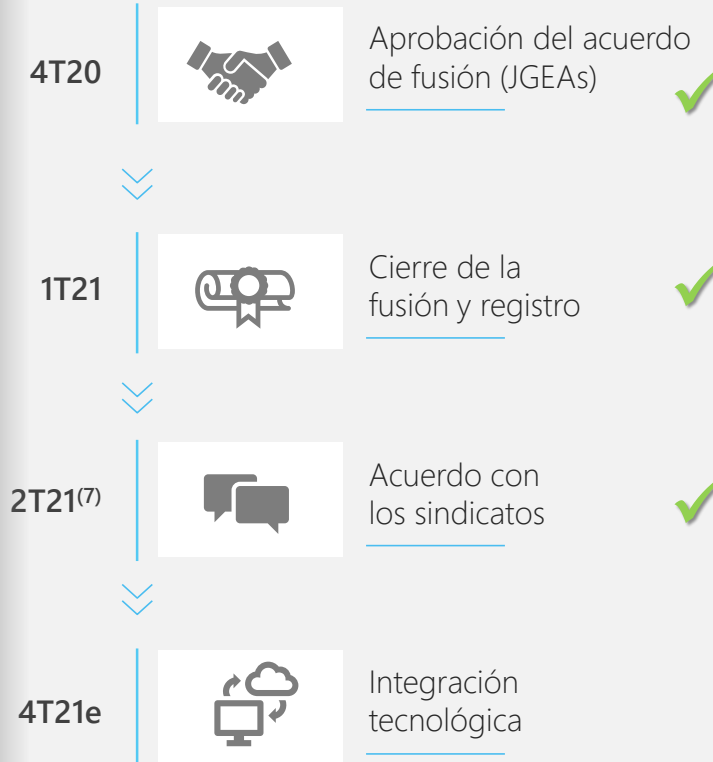 4T20
Aprobación del acuerdo
de fusión (JGEAs)
1T21
Cierre de la
fusión y registro
2T21(7)
Acuerdo con
los sindicatos
4T21e
Integración
tecnológica